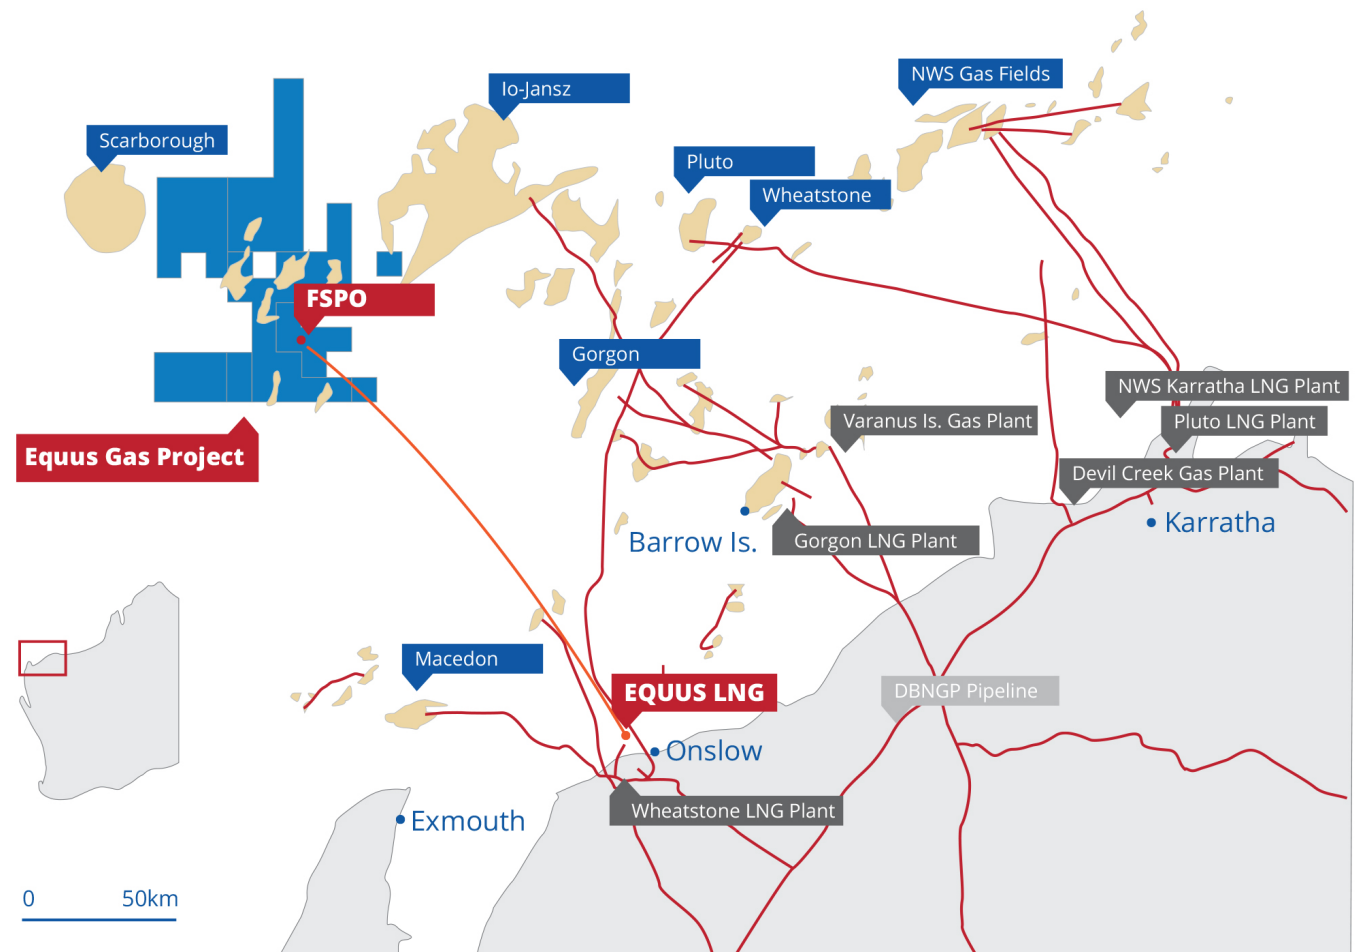 NWS Gas Fields
Io-Jansz
Scarborough
Pluto
Wheatstone
FSPO
Gorgon
NWS Karratha LNG Plant
Varanus Is. Gas Plant
Pluto LNG Plant
Equus Gas Project
Devil Creek Gas Plant
Karratha
Barrow Is.
Gorgon LNG Plant
Macedon
EQUUS LNG
DBNGP Pipeline
Onslow
Wheatstone LNG Plant
Exmouth
0 50km